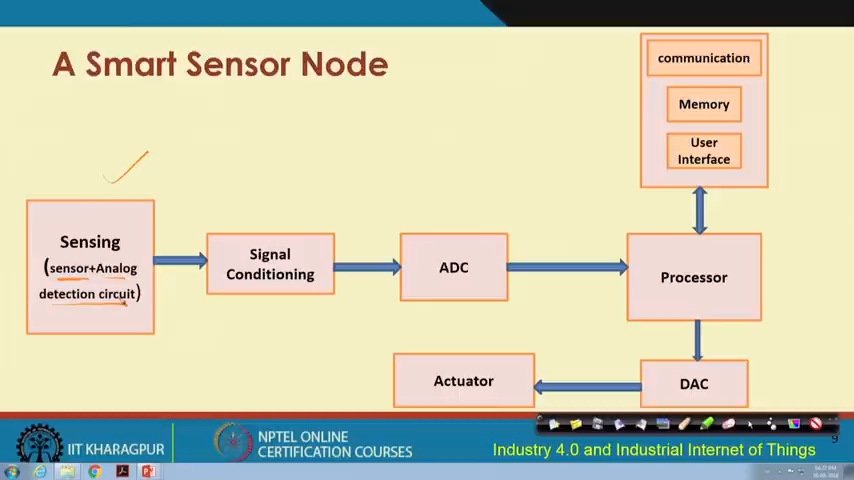 A Smart Sensor Node
communication
Memory
User
Interface
Sensing
(sensor+Analog
detection circuit)
Signal
Conditioning
ADC
Processor
Actuator
DAC
9
IIT KHARAGPUR
NPTEL ONLINE
CERTIFICATION COURSES
Industry 4.0 and Industrial Internet of Things